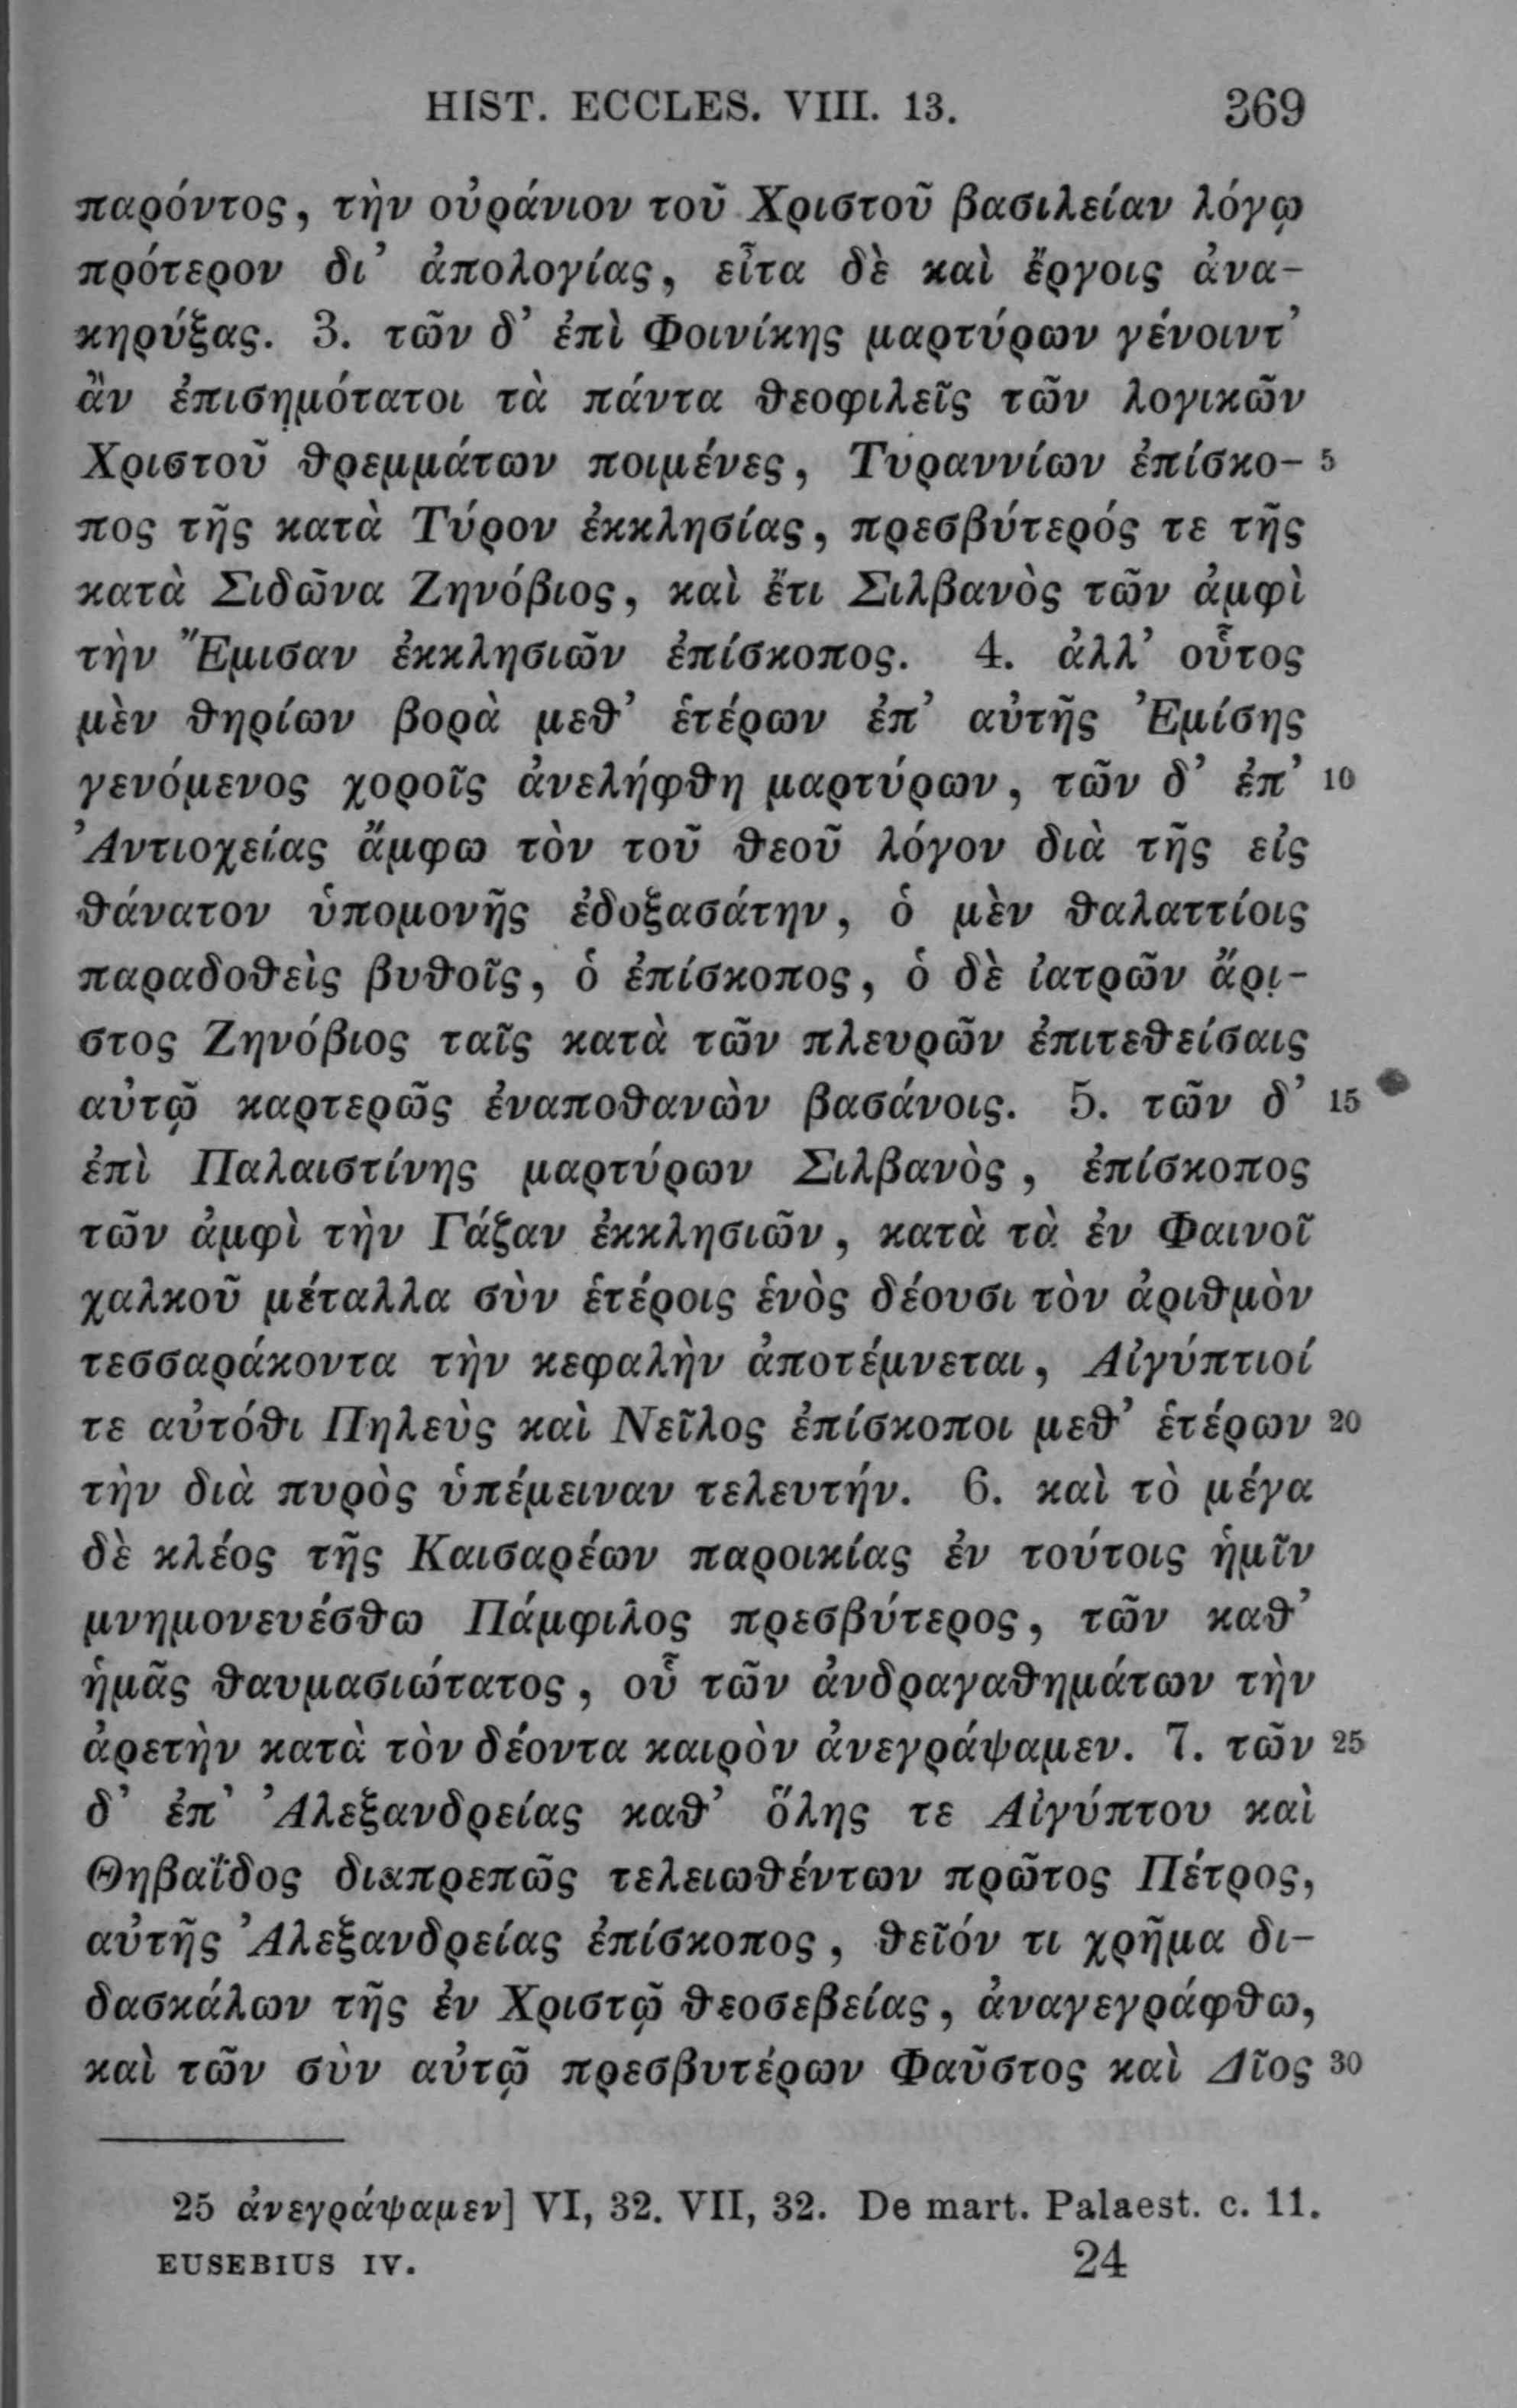 HIST. ECCLES. VIII. 13. 369
παρόντος, τὴν οὐράνιον τοῦ Χριστοῦ βασιλείαν λόγῳ
πρότερον δι’ ἀπολογίας, εἶτα δὲ καὶ ἔργοις ἀνα-
κηρύξας. 3. τῶν δ’ ἐπὶ Φοινίκης μαρτύρων γένοιντ’
ἂν ἐπισημότατοι τὰ πάντα θεοφιλεῖς τῶν λογικῶν
Χριστοῦ θρεμμάτων ποιμένες, Τυραννίων ἐπίσκο- 5
πος τῆς κατὰ Τύρον ἐκκλησίας, πρεσβύτερός τε τῆς
κατὰ Σιδῶνα Ζηνόβιος, καὶ ἔτι Σιλβανὸς τῶν ἀμφὶ
τὴν Ἔμισαν ἐκκλησιῶν ἐπίσκοπος. 4. ἀλλ’ οὗτος
μὲν θηρίων βορὰ μεθ’ ἑτέρων ἐπ’ αὐτῆς Ἐμίσης
γενόμενος χοροῖς ἀνελήφθη μαρτύρων, τῶν δ’ ἐπ’ 10
Ἀντιοχείας ἄμφω τὸν τοῦ θεοῦ λόγον διὰ τῆς εἰς
θάνατον ὑπομονῆς ἐδοξασάτην, ὁ μὲν θαλαττίοις
παραδοθεὶς βυθοῖς, ὁ ἐπίσκοπος, ὁ δὲ ἰατρῶν ἄρι-
στος Ζηνόβιος ταῖς κατὰ τῶν πλευρῶν ἐπιτεθείσαις
αὐτῷ καρτερῶς ἐναποθανὼν βασάνοις. 5. τῶν δ’ 15
ἐπὶ Παλαιστίνης μαρτύρων Σιλβανὸς, ἐπίσκοπος
τῶν ἀμφὶ τὴν Γάζαν ἐκκλησιῶν, κατὰ τὰ ἐν Φαινοῖ
χαλκοῦ μέταλλα σὺν ἑτέροις ἑνὸς δέουσι τὸν ἀριθμὸν
τεσσαράκοντα τὴν κεφαλὴν ἀποτέμνεται, Αἰγύπτιοί
τε αὐτόθι Πηλεὺς καὶ Νεῖλος ἐπίσκοποι μεθ’ ἑτέρων 20
τὴν διὰ πυρὸς ὑπέμειναν τελευτήν. 6. καὶ τὸ μέγα
δὲ κλέος τῆς Καισαρέων παροικίας ἐν τούτοις ἡμῖν
μνημονευέσθω Πάμφιλος πρεσβύτερος, τῶν καθ’
ἡμᾶς θαυμασιώτατος, οὗ τῶν ἀνδραγαθημάτων τὴν
ἀρετὴν κατὰ τὸν δέοντα καιρὸν ἀνεγράψαμεν. 7. τῶν 25
δ’ ἐπ’ Ἀλεξανδρείας καθ’ ὅλης τε Αἰγύπτου καὶ
Θηβαΐδος διαπρεπῶς τελειωθέντων πρῶτος Πέτρος,
αὐτῆς Ἀλεξανδρείας ἐπίσκοπος, θεῖόν τι χρῆμα δι-
δασκάλων τῆς ἐν Χριστῷ θεοσεβείας, ἀναγεγράφθω,
καὶ τῶν σὺν αὐτῷ πρεσβυτέρων Φαῦστος καὶ Δῖος 30
25 ἀνεγράψαμεν] VI, 32. VII, 32. De mart. Palaest. c. 11.
EUSEBIUS IV. 24